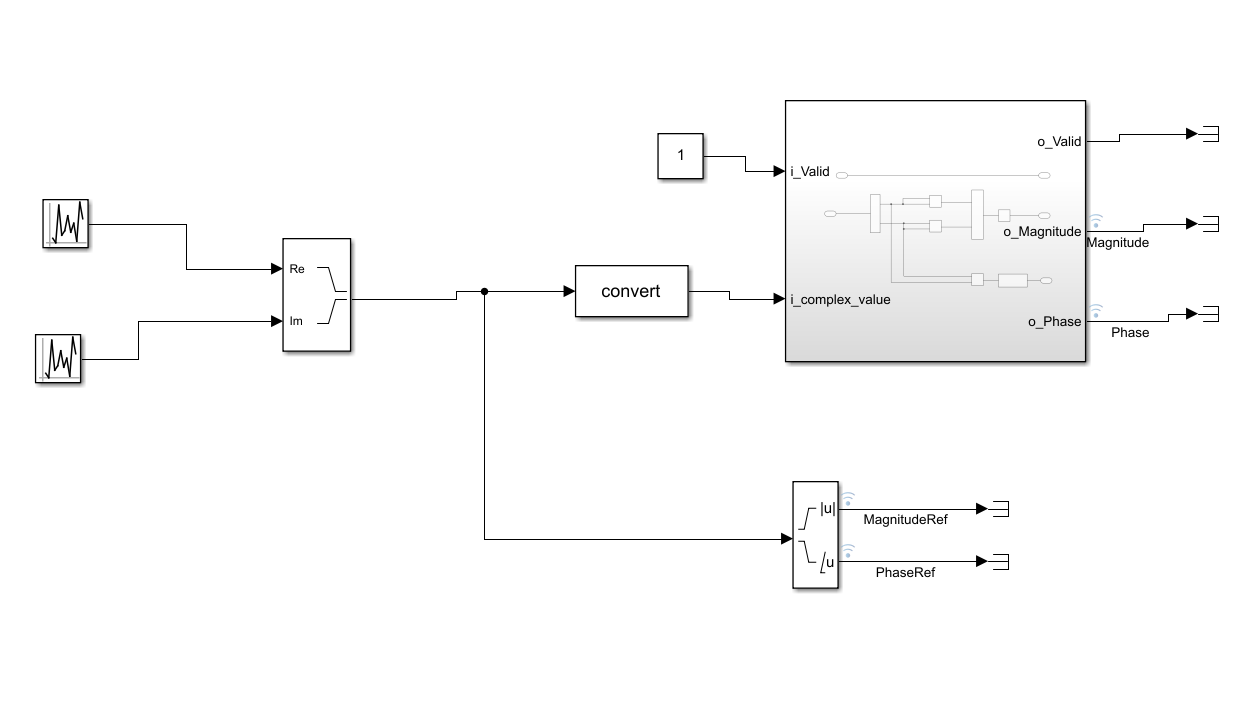 1
i_Valid
o_Valid
Re
Im
convert
i_complex_value
o_Magnitude
Magnitude
o_Phase
Phase
|u|
MagnitudeRef
/u
PhaseRef